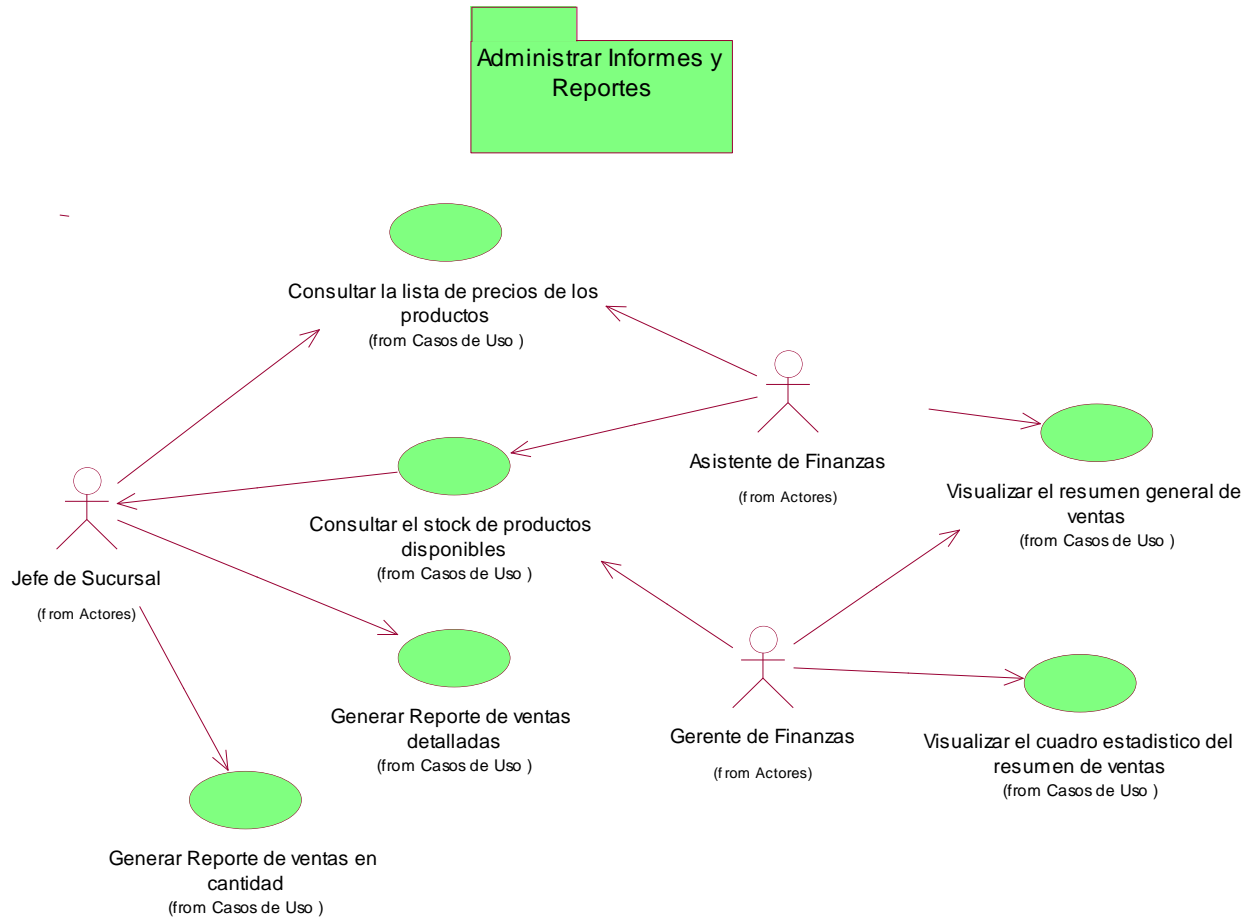 Administrar Informes y
Reportes
Consultar la lista de precios de los
productos
(from Casos de Uso )
Asistente de Finanzas
(from Actores)
Visualizar el resumen general de
ventas
(from Casos de Uso )
Consultar el stock de productos
disponibles
(from Casos de Uso )
Jefe de Sucursal
(from Actores)
Generar Reporte de ventas
detalladas
(from Casos de Uso )
Gerente de Finanzas
(from Actores)
Visualizar el cuadro estadistico del
resumen de ventas
(from Casos de Uso )
Generar Reporte de ventas en
cantidad
(from Casos de Uso )